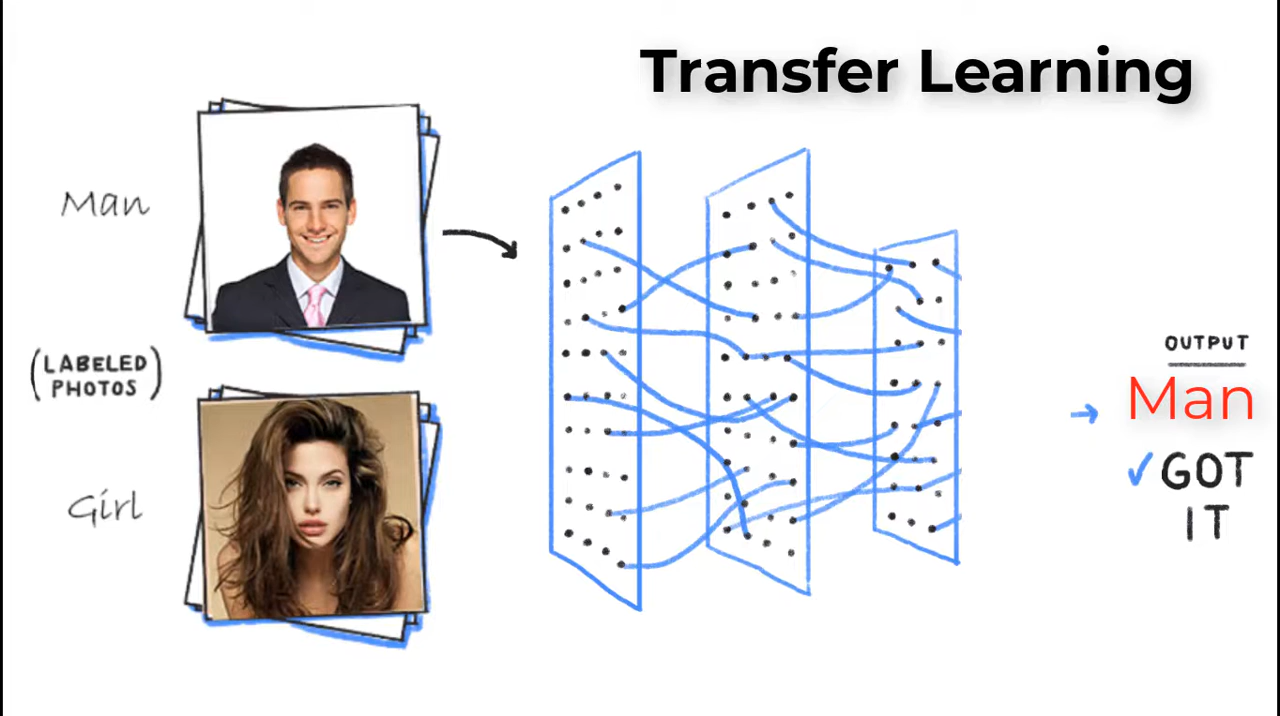 Transfer Learning
Man
(LABELED
PHOTOS)
Girl
OUTPUT
Man
✓GOT
IT